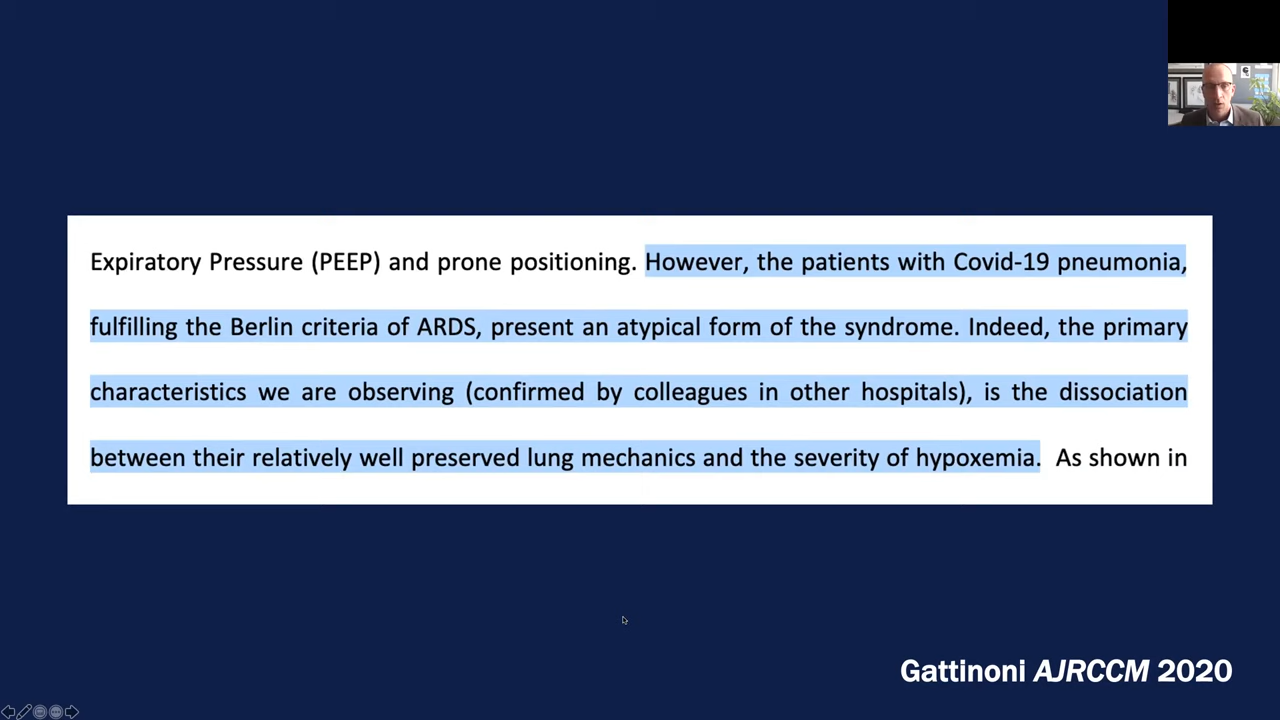 Expiratory Pressure (PEEP) and prone positioning. However, the patients with Covid-19 pneumonia,
fulfilling the Berlin criteria of ARDS, present an atypical form of the syndrome. Indeed, the primary
characteristics we are observing (confirmed by colleagues in other hospitals), is the dissociation
between their relatively well preserved lung mechanics and the severity of hypoxemia. As shown in
Gattinoni AJRCCM 2020